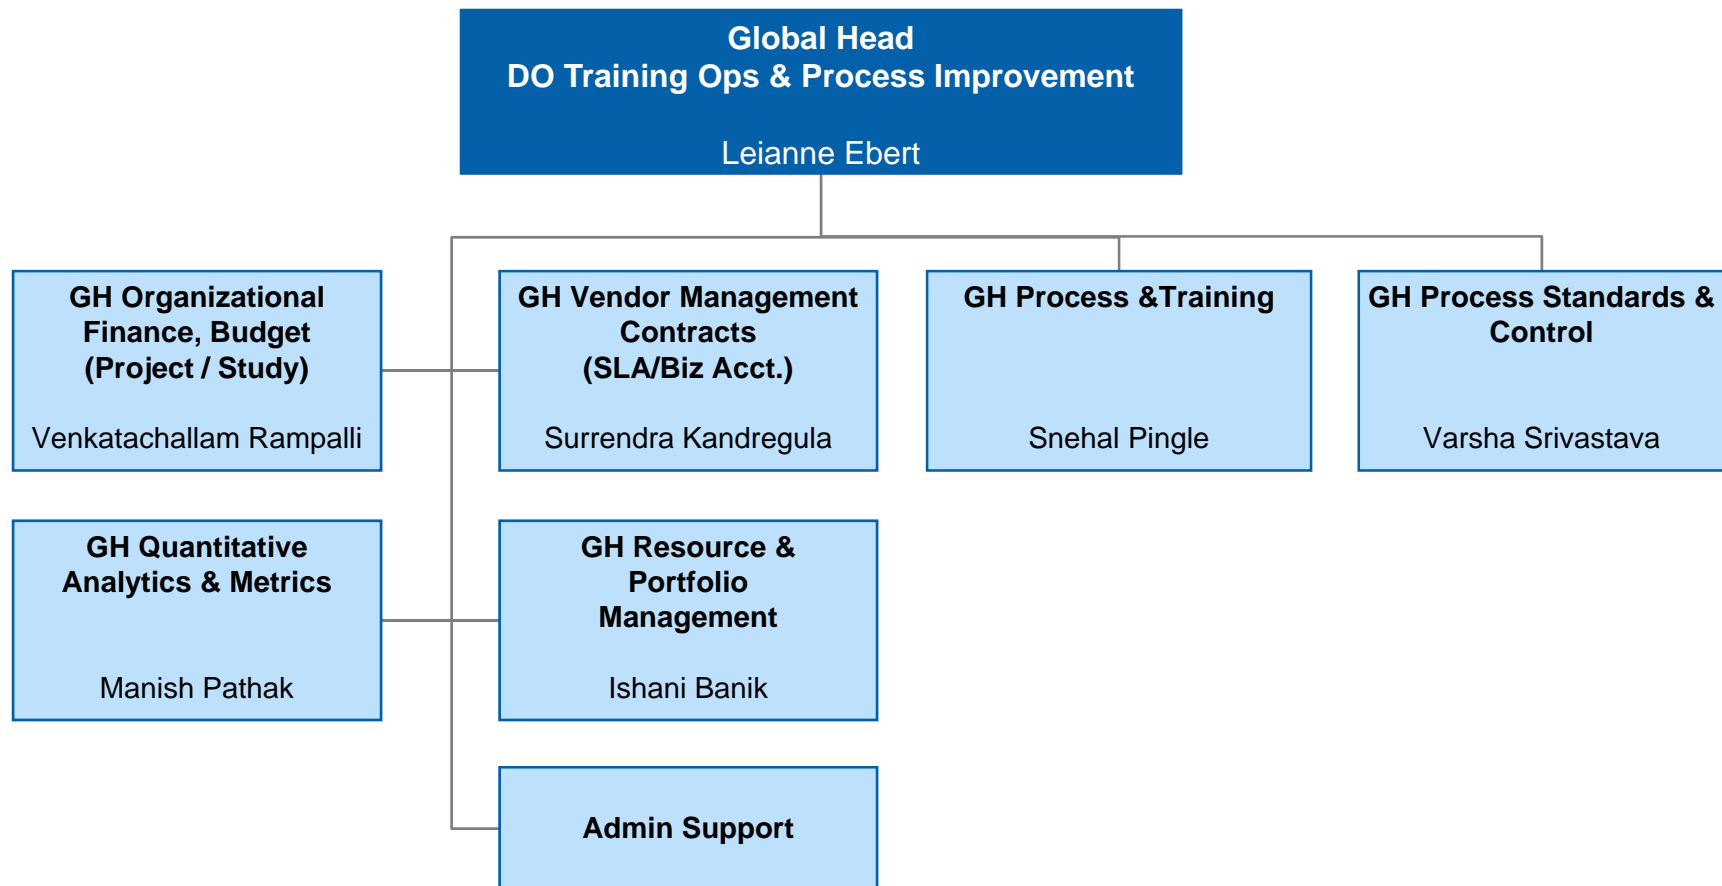 Global Head
DO Training Ops & Process Improvement
Leianne Ebert
GH Organizational
Finance, Budget
(Project / Study)
Venkatachallam Rampalli
GH Vendor Management
Contracts
(SLA/Biz Acct.)
Surrendra Kandregula
GH Process &Training
Snehal Pingle
GH Process Standards &
Control
Varsha Srivastava
GH Quantitative
Analytics & Metrics
Manish Pathak
GH Resource &
Portfolio
Management
Ishani Banik
Admin Support